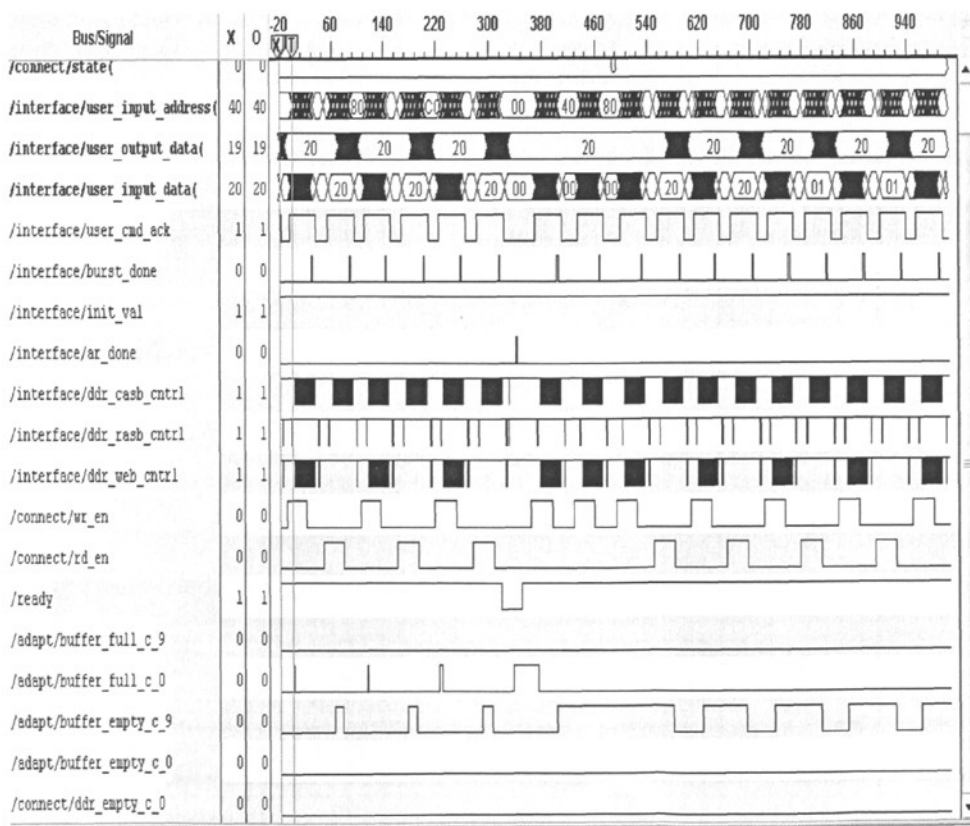 Bus/Signal X O -20 60 140 220 300 380 460 540 620 700 780 860 940
/connect/state( 0 0 0
/interface/user_input_address( 40 40 80 C0 00 40 80
/interface/user_output_data( 19 19 20 20 20 20 20 20 20 20 20
/interface/user_input data( 20 20 20 20 20 00 00 00 20 20 01 01
/interface/user_cmd_ack 1 1
/interface/burst_done 0 0
/interface/init_val 1 1
/interface/ar_done 0 0
/interface/ddr_casb_cntrl 1 1
/interface/ddr_rasb_cntrl 1 1
/interface/ddr_web_cntrl 1 1
/connect/wr_en 0 0
/connect/rd_en 0 0
/ready 1 1
/adapt/buffer_full_c_9 0 0
/adapt/buffer_full_c_0 0 0
/adapt/buffer_empty_c_9 0 0
/adapt/buffer_empty_c_0 0 0
/connect/ddr_empty_c_0 0 0